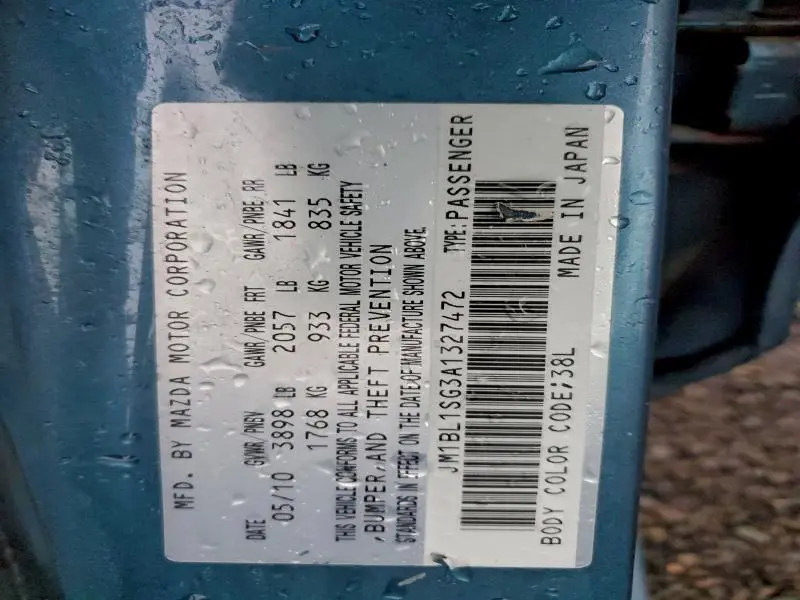 MFD. BY MAZDA MOTOR CORPORATION
DATE GVWR/PNBV GAWR/PNBE FRT GAWR/PNBE, RR
05/10 3898 LB 2057 LB 1841 LB
1768 KG 933 KG 835 KG
THIS VEHICLE CONFORMS TO ALL APPLICABLE FEDERAL MOTOR VEHICLE SAFETY
,BUMPER,AND THEFT PREVENTION
STANDARDS IN EFFECT ON THE DATE OF MANUFACTURE SHOWN ABOVE.
JM1BL1SG3A1327472 TYPE:PASSENGER
BODY COLOR CODE;38L MADE IN JAPAN